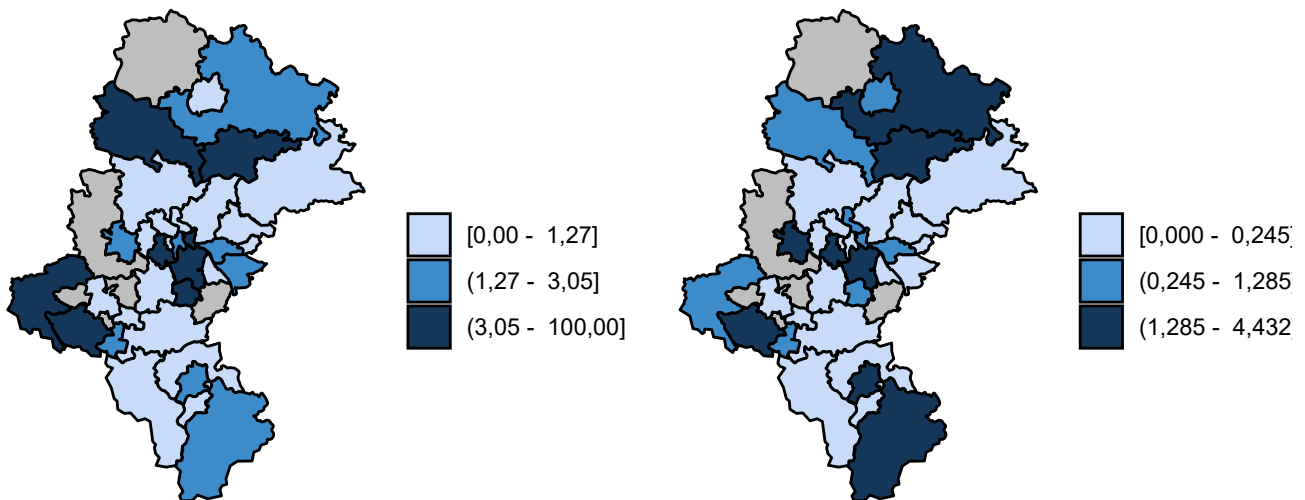 [0,00 - 1,27]
(1,27 - 3,05]
(3,05 - 100,00]
[0,000 - 0,245]
(0,245 - 1,285]
(1,285 - 4,432]